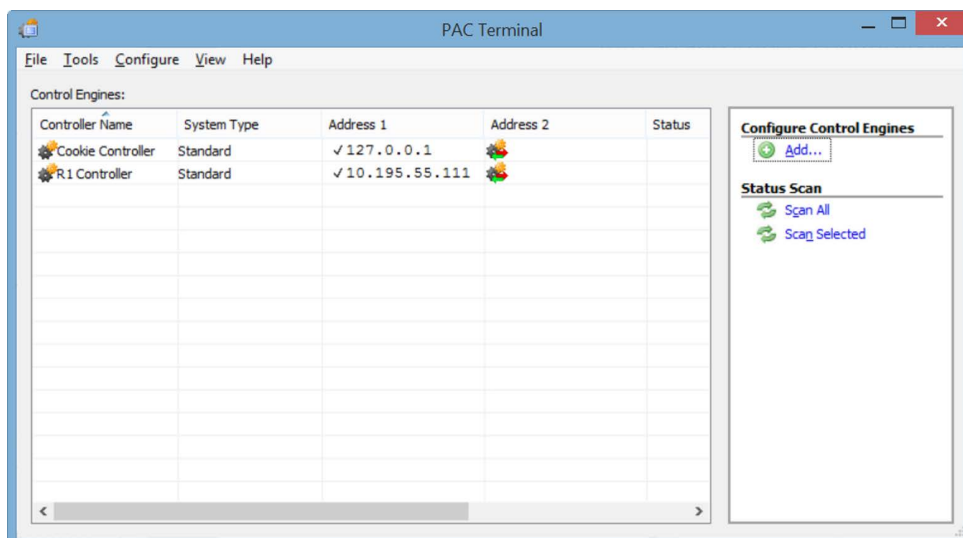 PAC Terminal
File Tools Configure View Help
Control Engines:
Controller Name System Type Address 1 Address 2 Status
Cookie Controller Standard ✓127.0.0.1
R1 Controller Standard ✓10.195.55.111
Configure Control Engines
Add...
Status Scan
Scan All
Scan Selected